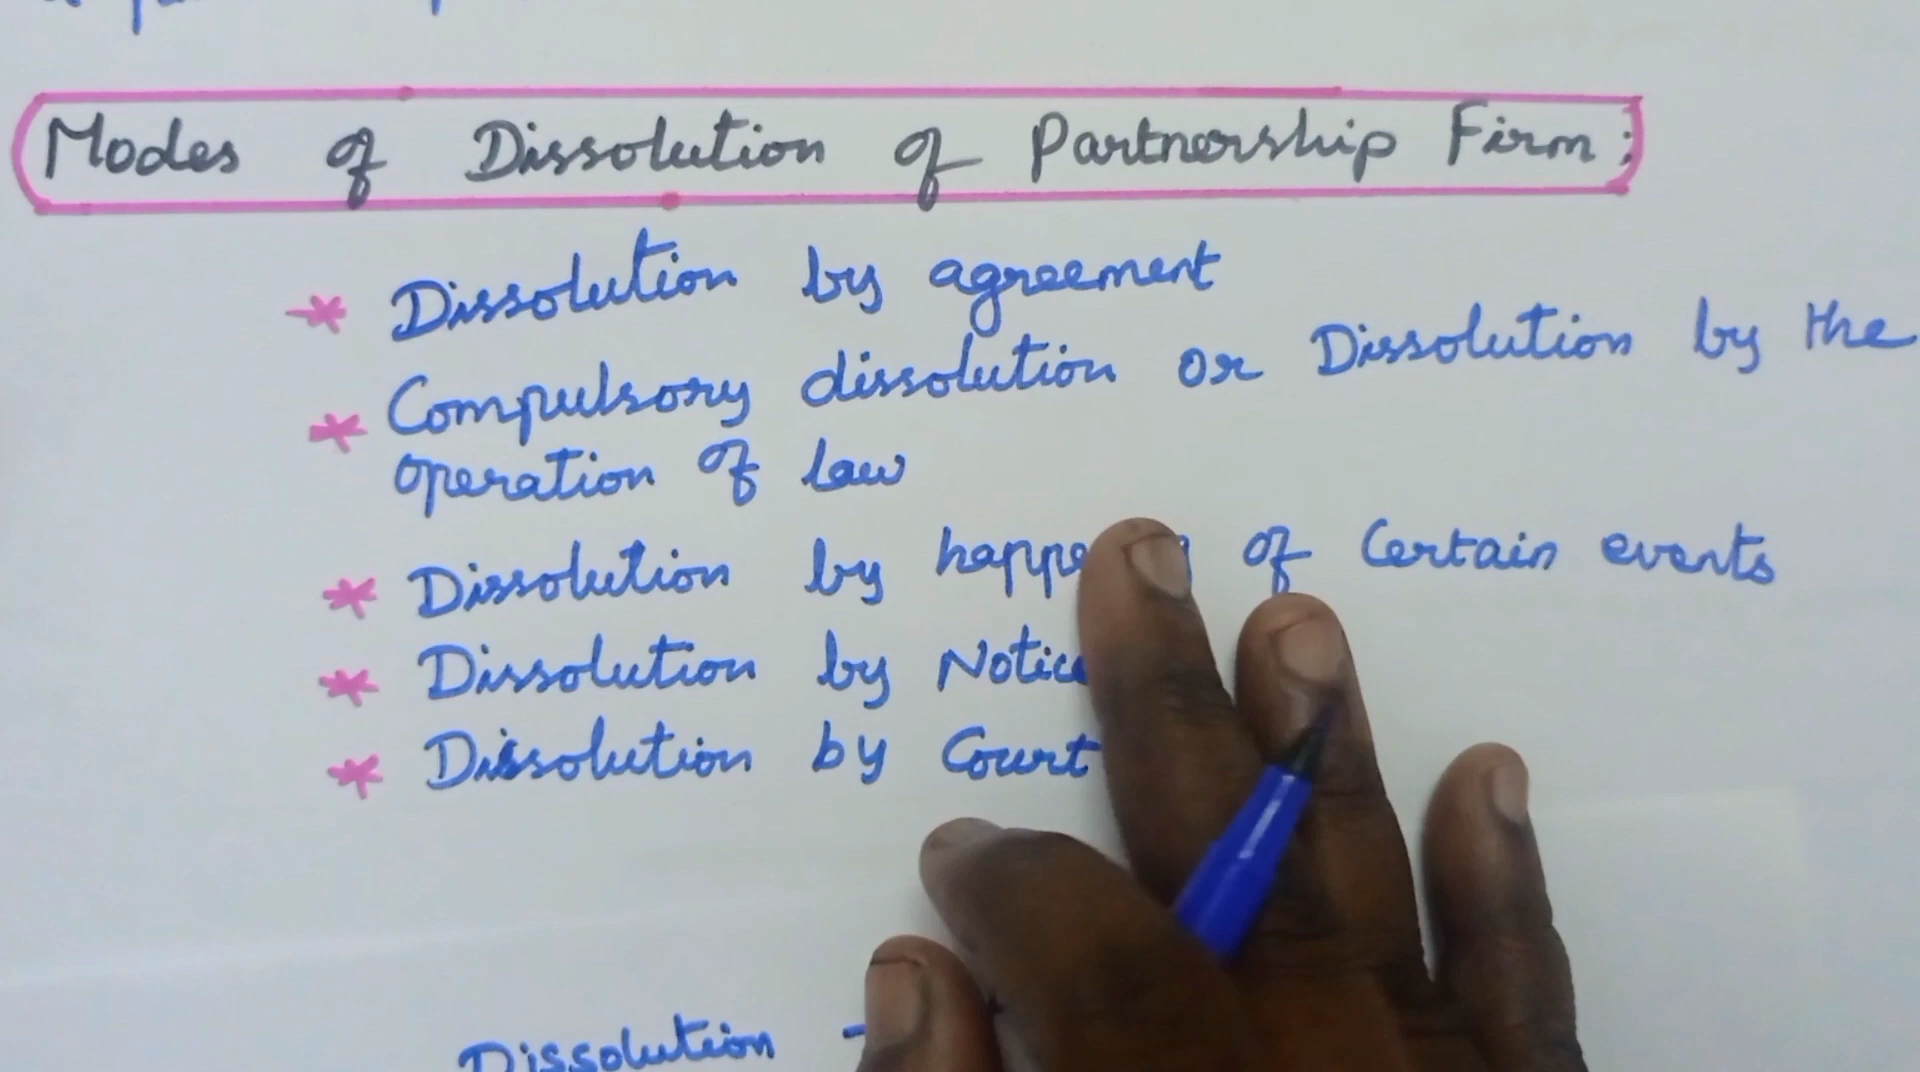 Modes of Dissolution of Partnership Firm:
* Dissolution by agreement
* Compulsory dissolution or Dissolution by the
operation of law
* Dissolution by of Certain events
* Dissolution by Notice
* Dissolution by Court
Dissolution -